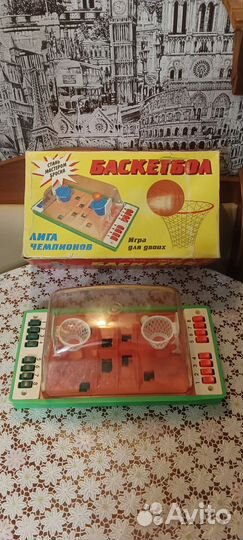 СТАНЬ
МАСТЕРОМ
БРОСКА
БАСКЕТБОЛ
ЛИГА
ЧЕМПИОНОВ
Игра
для двоих
Avito